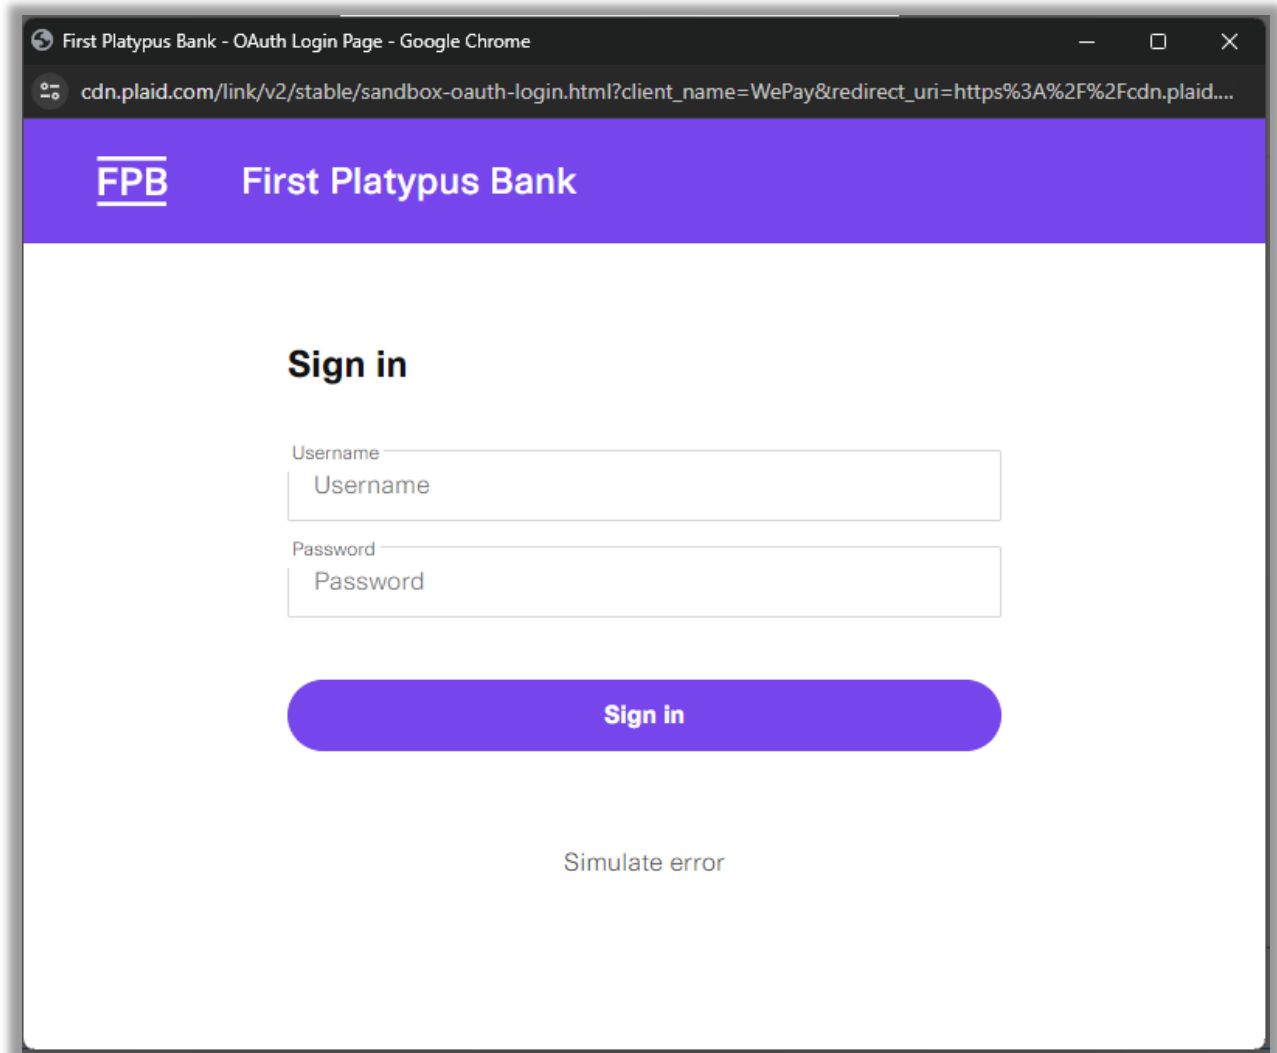 First Platypus Bank - OAuth Login Page - Google Chrome
cdn.plaid.com/link/v2/stable/sandbox-oauth-login.html?client_name=WePay&redirect_uri=https%3A%2F%2Fcdn.plaid....
FPB First Platypus Bank
Sign in
Username
Username
Password
Password
Sign in
Simulate error